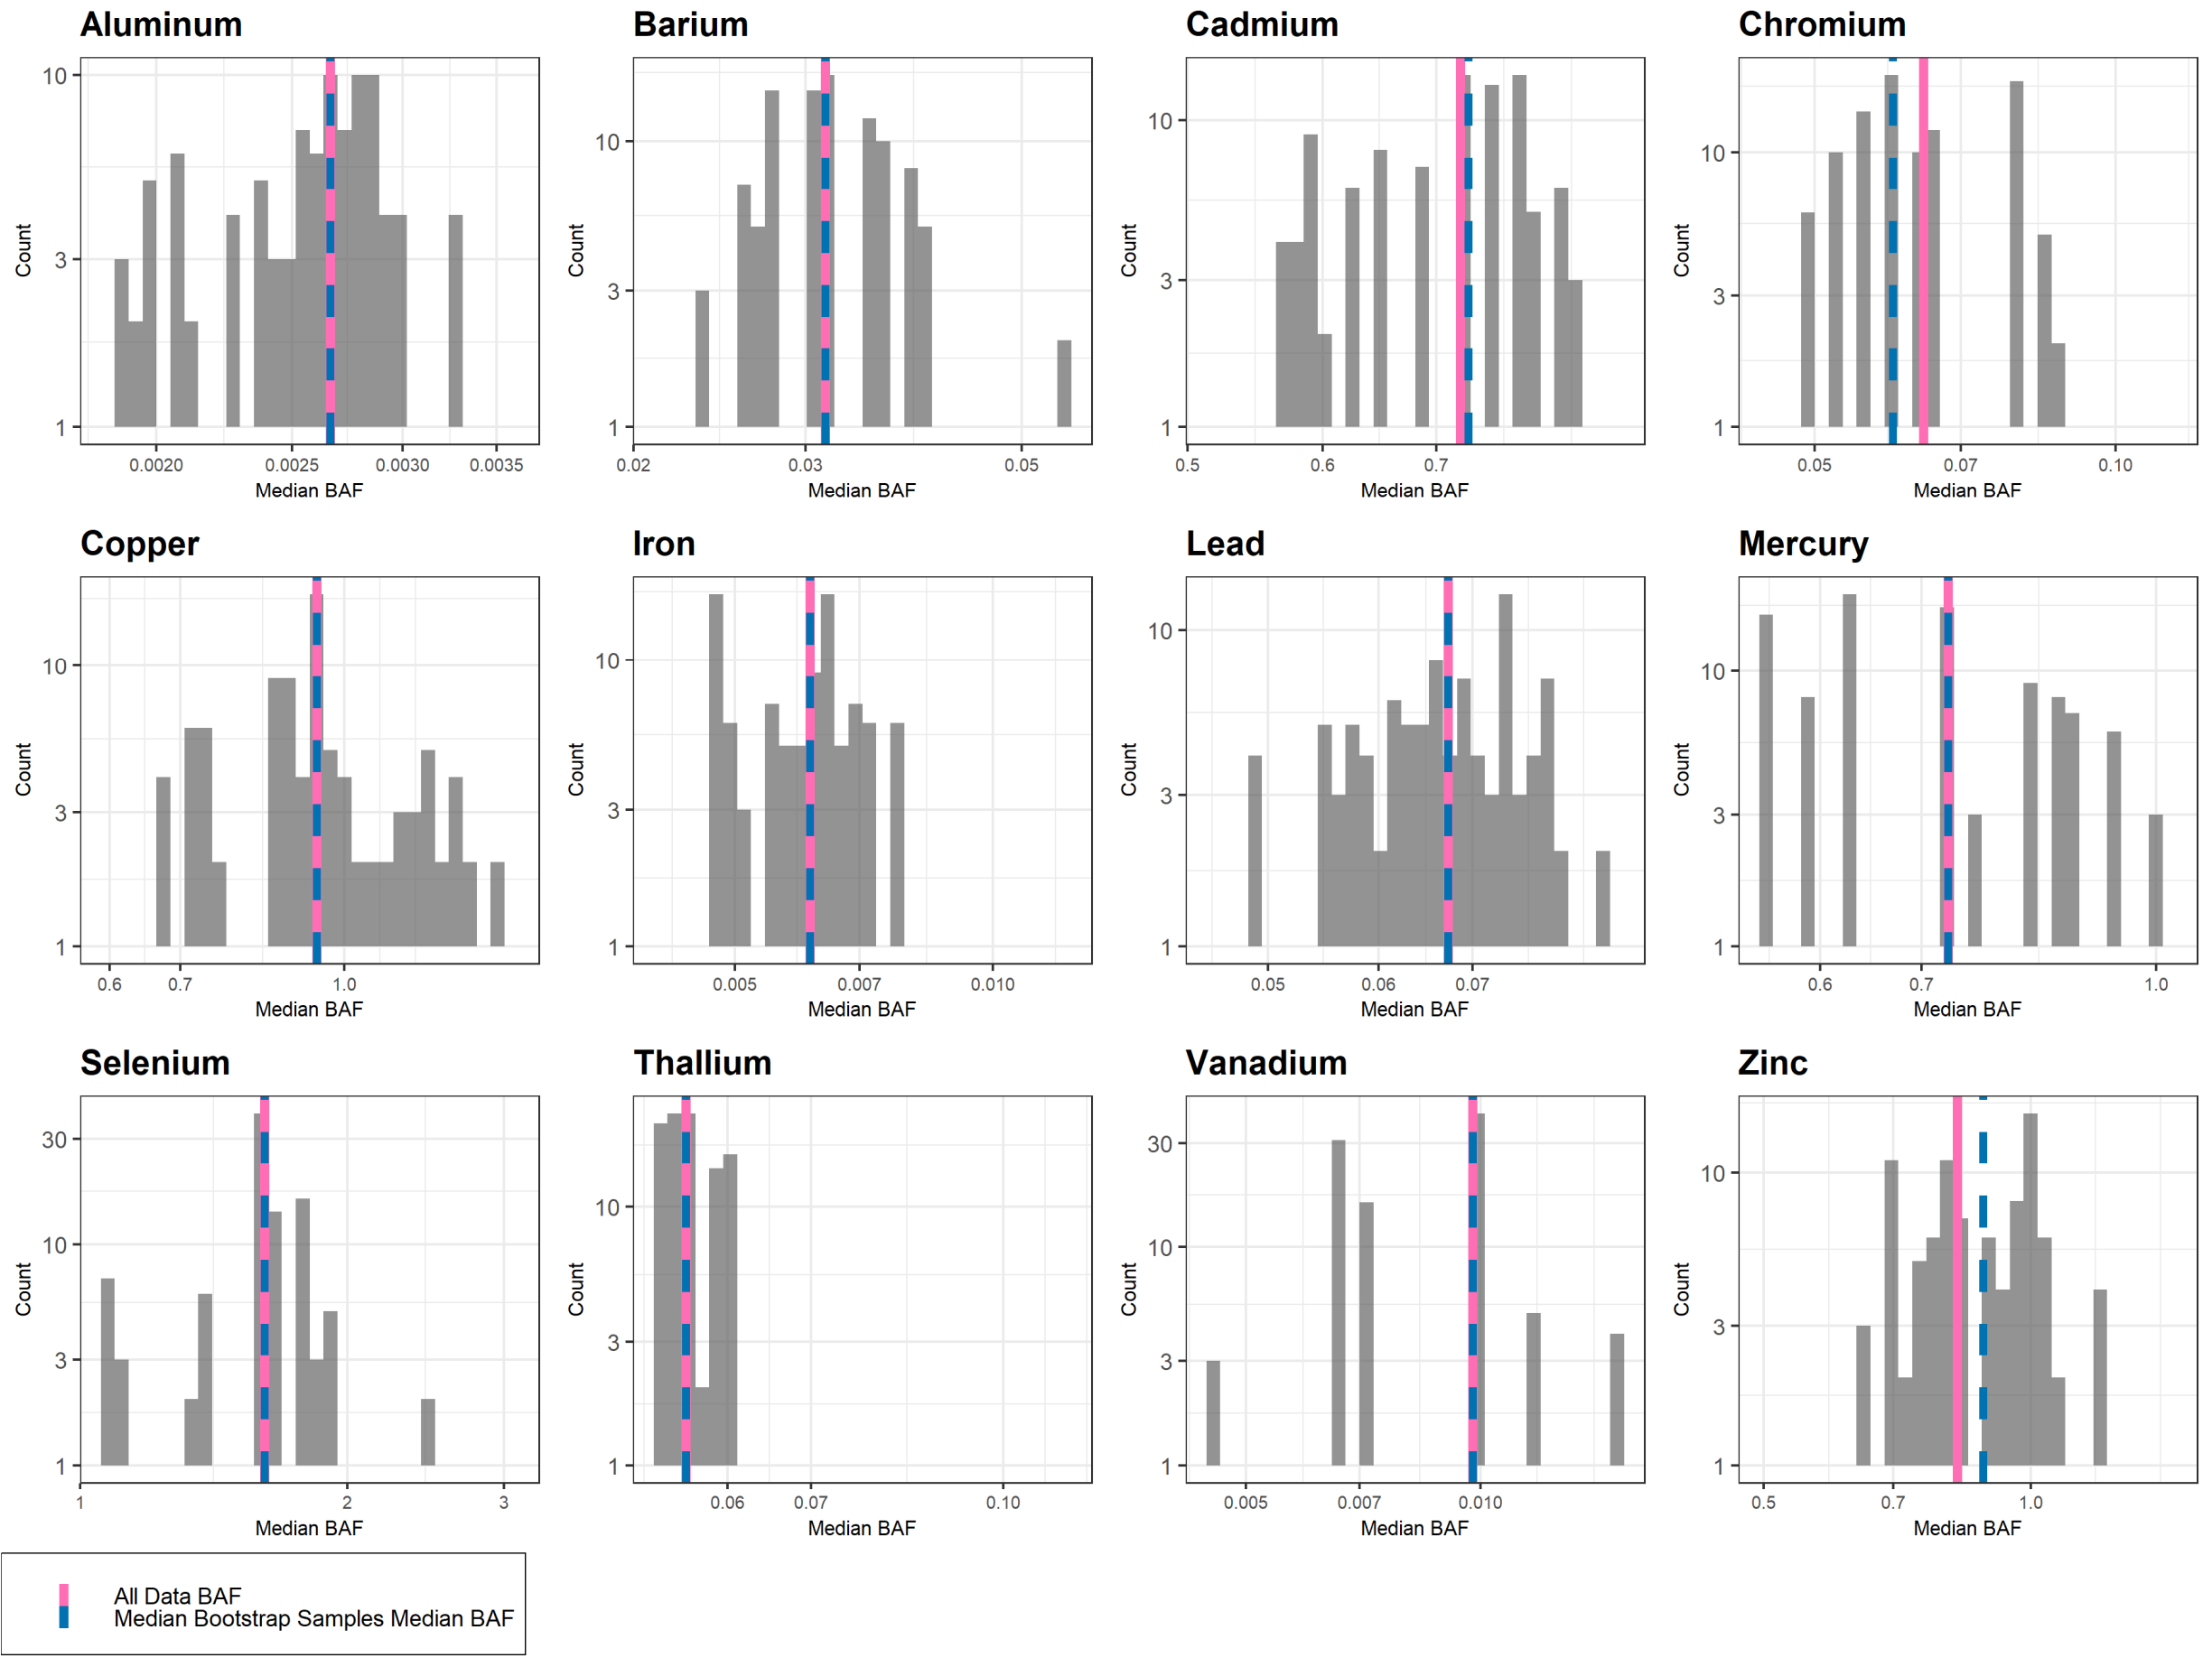 Aluminum
Barium
Cadmium
Chromium
10
3
1
Count
0.0020 0.0025 0.0030 0.0035
Median BAF
10
3
1
Count
0.02 0.03 0.05
Median BAF
10
3
1
Count
0.5 0.6 0.7
Median BAF
10
3
1
Count
0.05 0.07 0.10
Median BAF
Copper
Iron
Lead
Mercury
10
3
1
Count
0.6 0.7 1.0
Median BAF
10
3
1
Count
0.005 0.007 0.010
Median BAF
10
3
1
Count
0.05 0.06 0.07
Median BAF
10
3
1
Count
0.6 0.7 1.0
Median BAF
Selenium
Thallium
Vanadium
Zinc
30
10
3
1
Count
1 2 3
Median BAF
10
3
1
Count
0.06 0.07 0.10
Median BAF
30
10
3
1
Count
0.005 0.007 0.010
Median BAF
10
3
1
Count
0.5 0.7 1.0
Median BAF
All Data BAF
Median Bootstrap Samples Median BAF